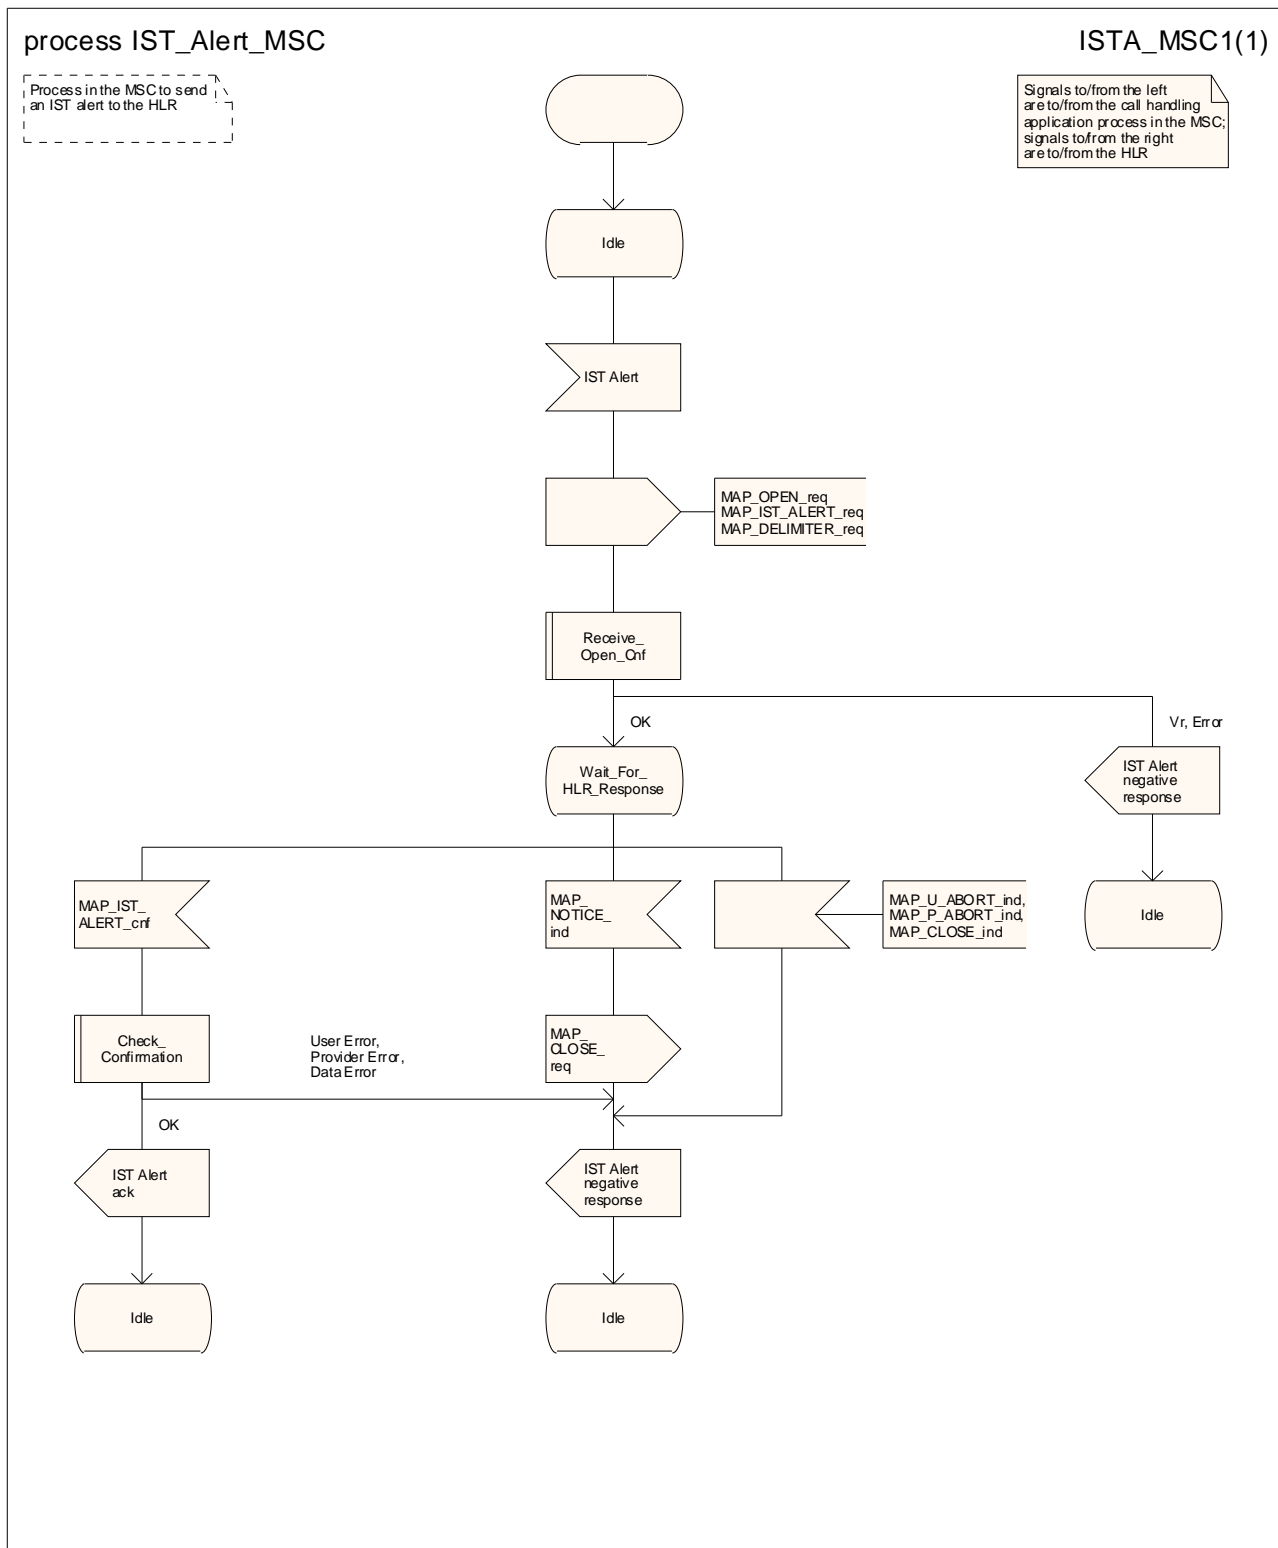 process IST_Alert_MSC
ISTA_MSC1(1)
Process in the MSC to send
an IST alert to the HLR
Signals to/from the left
are to/from the call handling
application process in the MSC;
signals to/from the right
are to/from the HLR
Idle
IST Alert
MAP_OPEN_req
MAP_IST_ALERT_req
MAP_DELIMITER_req
Receive_
Open_Cnf
OK
Vr, Error
Wait_For_
HLR_Response
IST Alert
negative
response
MAP_IST_
ALERT_cnf
MAP_
NOTICE_
ind
MAP_U_ABORT_ind,
MAP_P_ABORT_ind,
MAP_CLOSE_ind
Idle
Check_
Confirmation
User Error,
Provider Error,
Data Error
MAP_
CLOSE_
req
OK
IST Alert
ack
IST Alert
negative
response
Idle
Idle